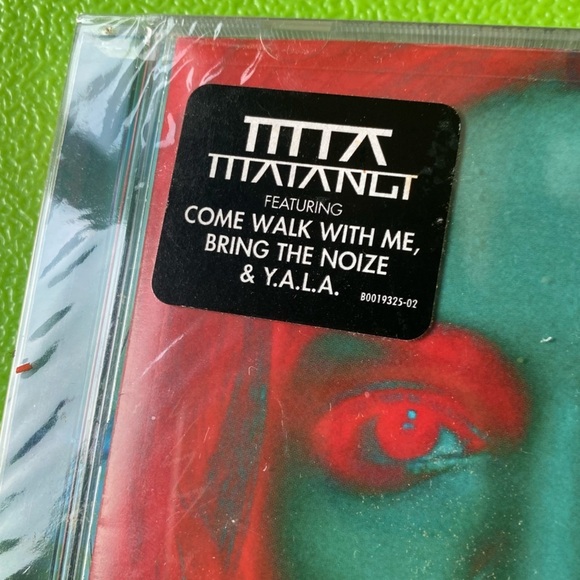 MIA
MATANGI
FEATURING
COME WALK WITH ME,
BRING THE NOIZE
& Y.A.L.A.
B0019325-02